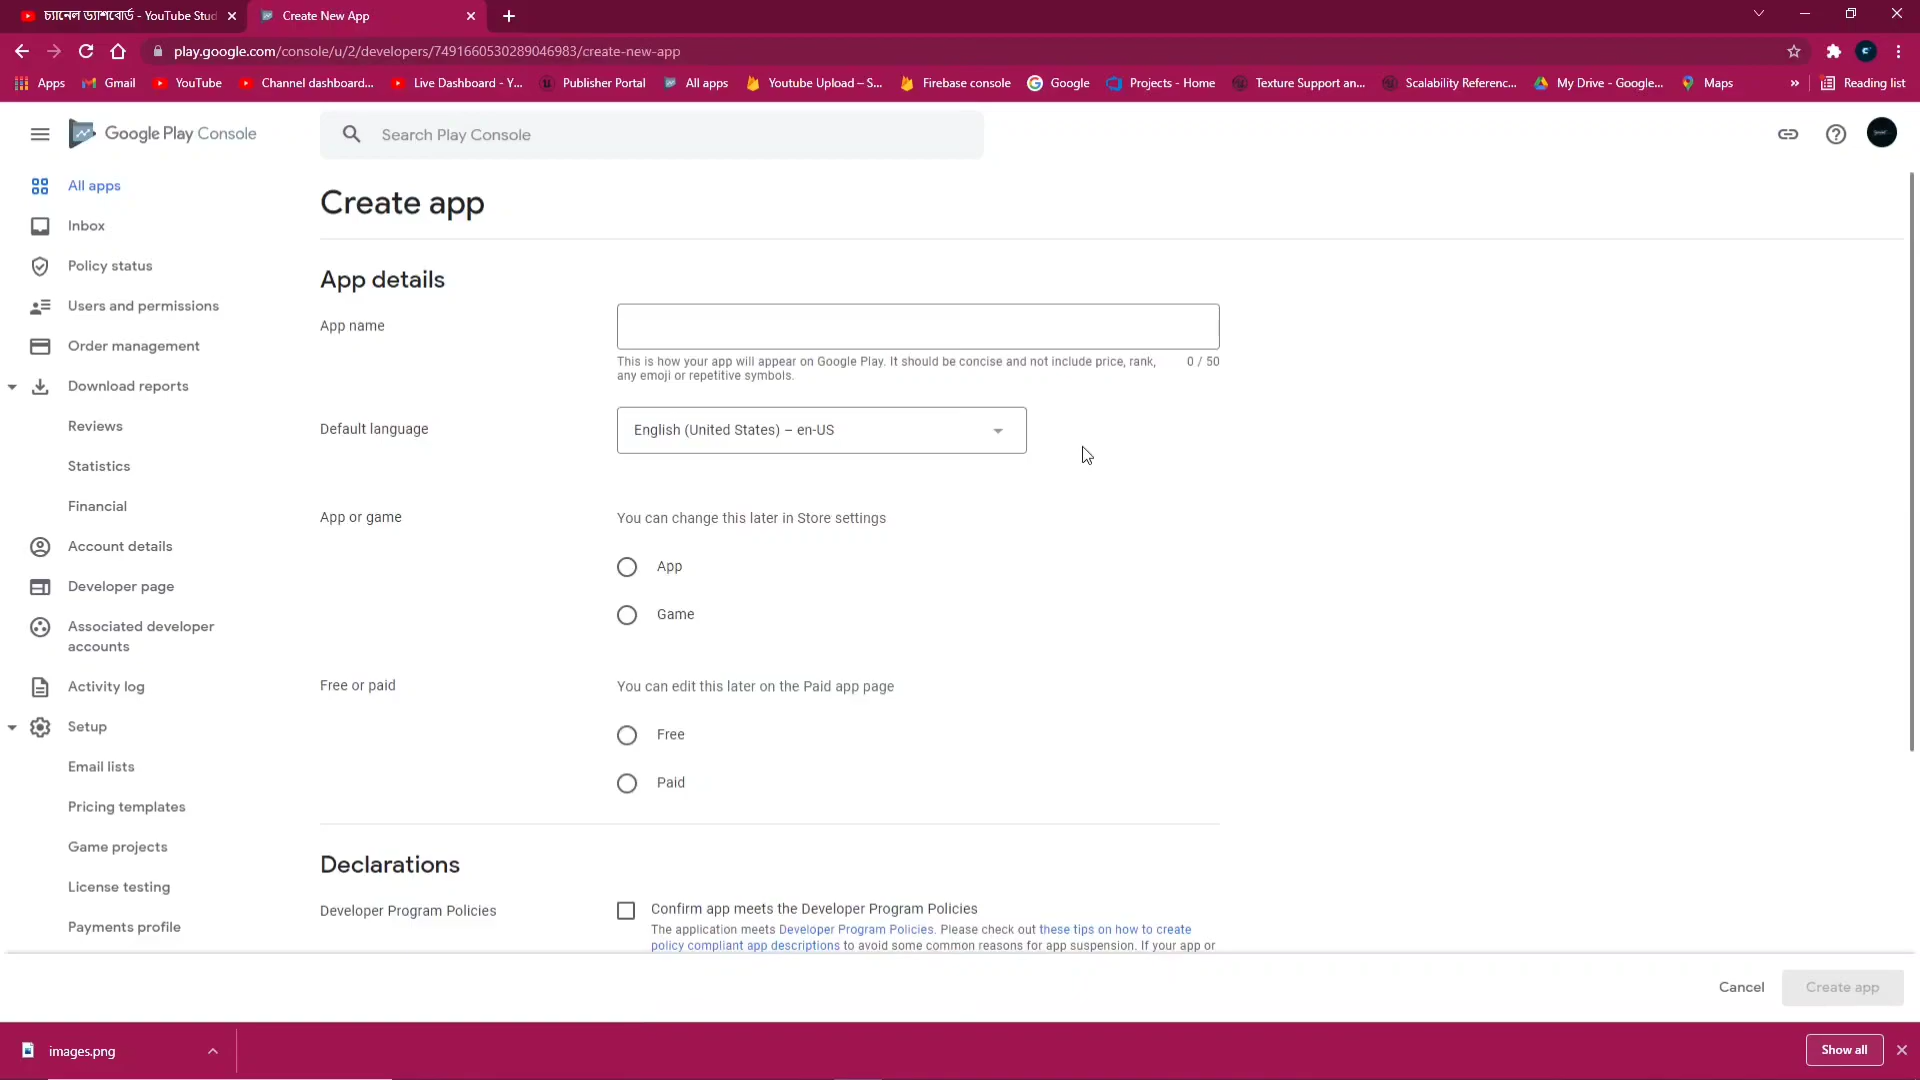 চ্যানেল ড্যাশবোর্ড - YouTube Stud
Create New App
play.google.com/console/u/2/developers/7491660530289046983/create-new-app
Apps
Gmail
YouTube
Channel dashboard...
Live Dashboard - Y...
Publisher Portal
All apps
Youtube Upload – S...
Firebase console
Google
Projects - Home
Texture Support an...
Scalability Referenc...
My Drive - Google...
Maps
»
Reading list
Google Play Console
Search Play Console
All apps
Inbox
Policy status
Users and permissions
Order management
Download reports
Reviews
Statistics
Financial
Account details
Developer page
Associated developer
accounts
Activity log
Setup
Email lists
Pricing templates
Game projects
License testing
Payments profile
Create app
App details
App name
This is how your app will appear on Google Play. It should be concise and not include price, rank,
any emoji or repetitive symbols.
0 / 50
Default language
English (United States) – en-US
App or game
You can change this later in Store settings
App
Game
Free or paid
You can edit this later on the Paid app page
Free
Paid
Declarations
Developer Program Policies
Confirm app meets the Developer Program Policies
The application meets Developer Program Policies. Please check out these tips on how to create
policy compliant app descriptions to avoid some common reasons for app suspension. If your app or
Cancel
Create app
images.png
Show all